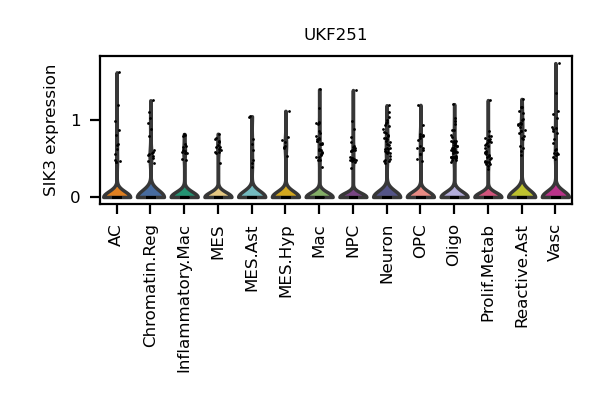 UKF251
SIK3 expression
1
0
AC
Chromatin.Reg
Inflammatory.Mac
MES
MES.Ast
MES.Hyp
Mac
NPC
Neuron
OPC
Oligo
Prolif.Metab
Reactive.Ast
Vasc